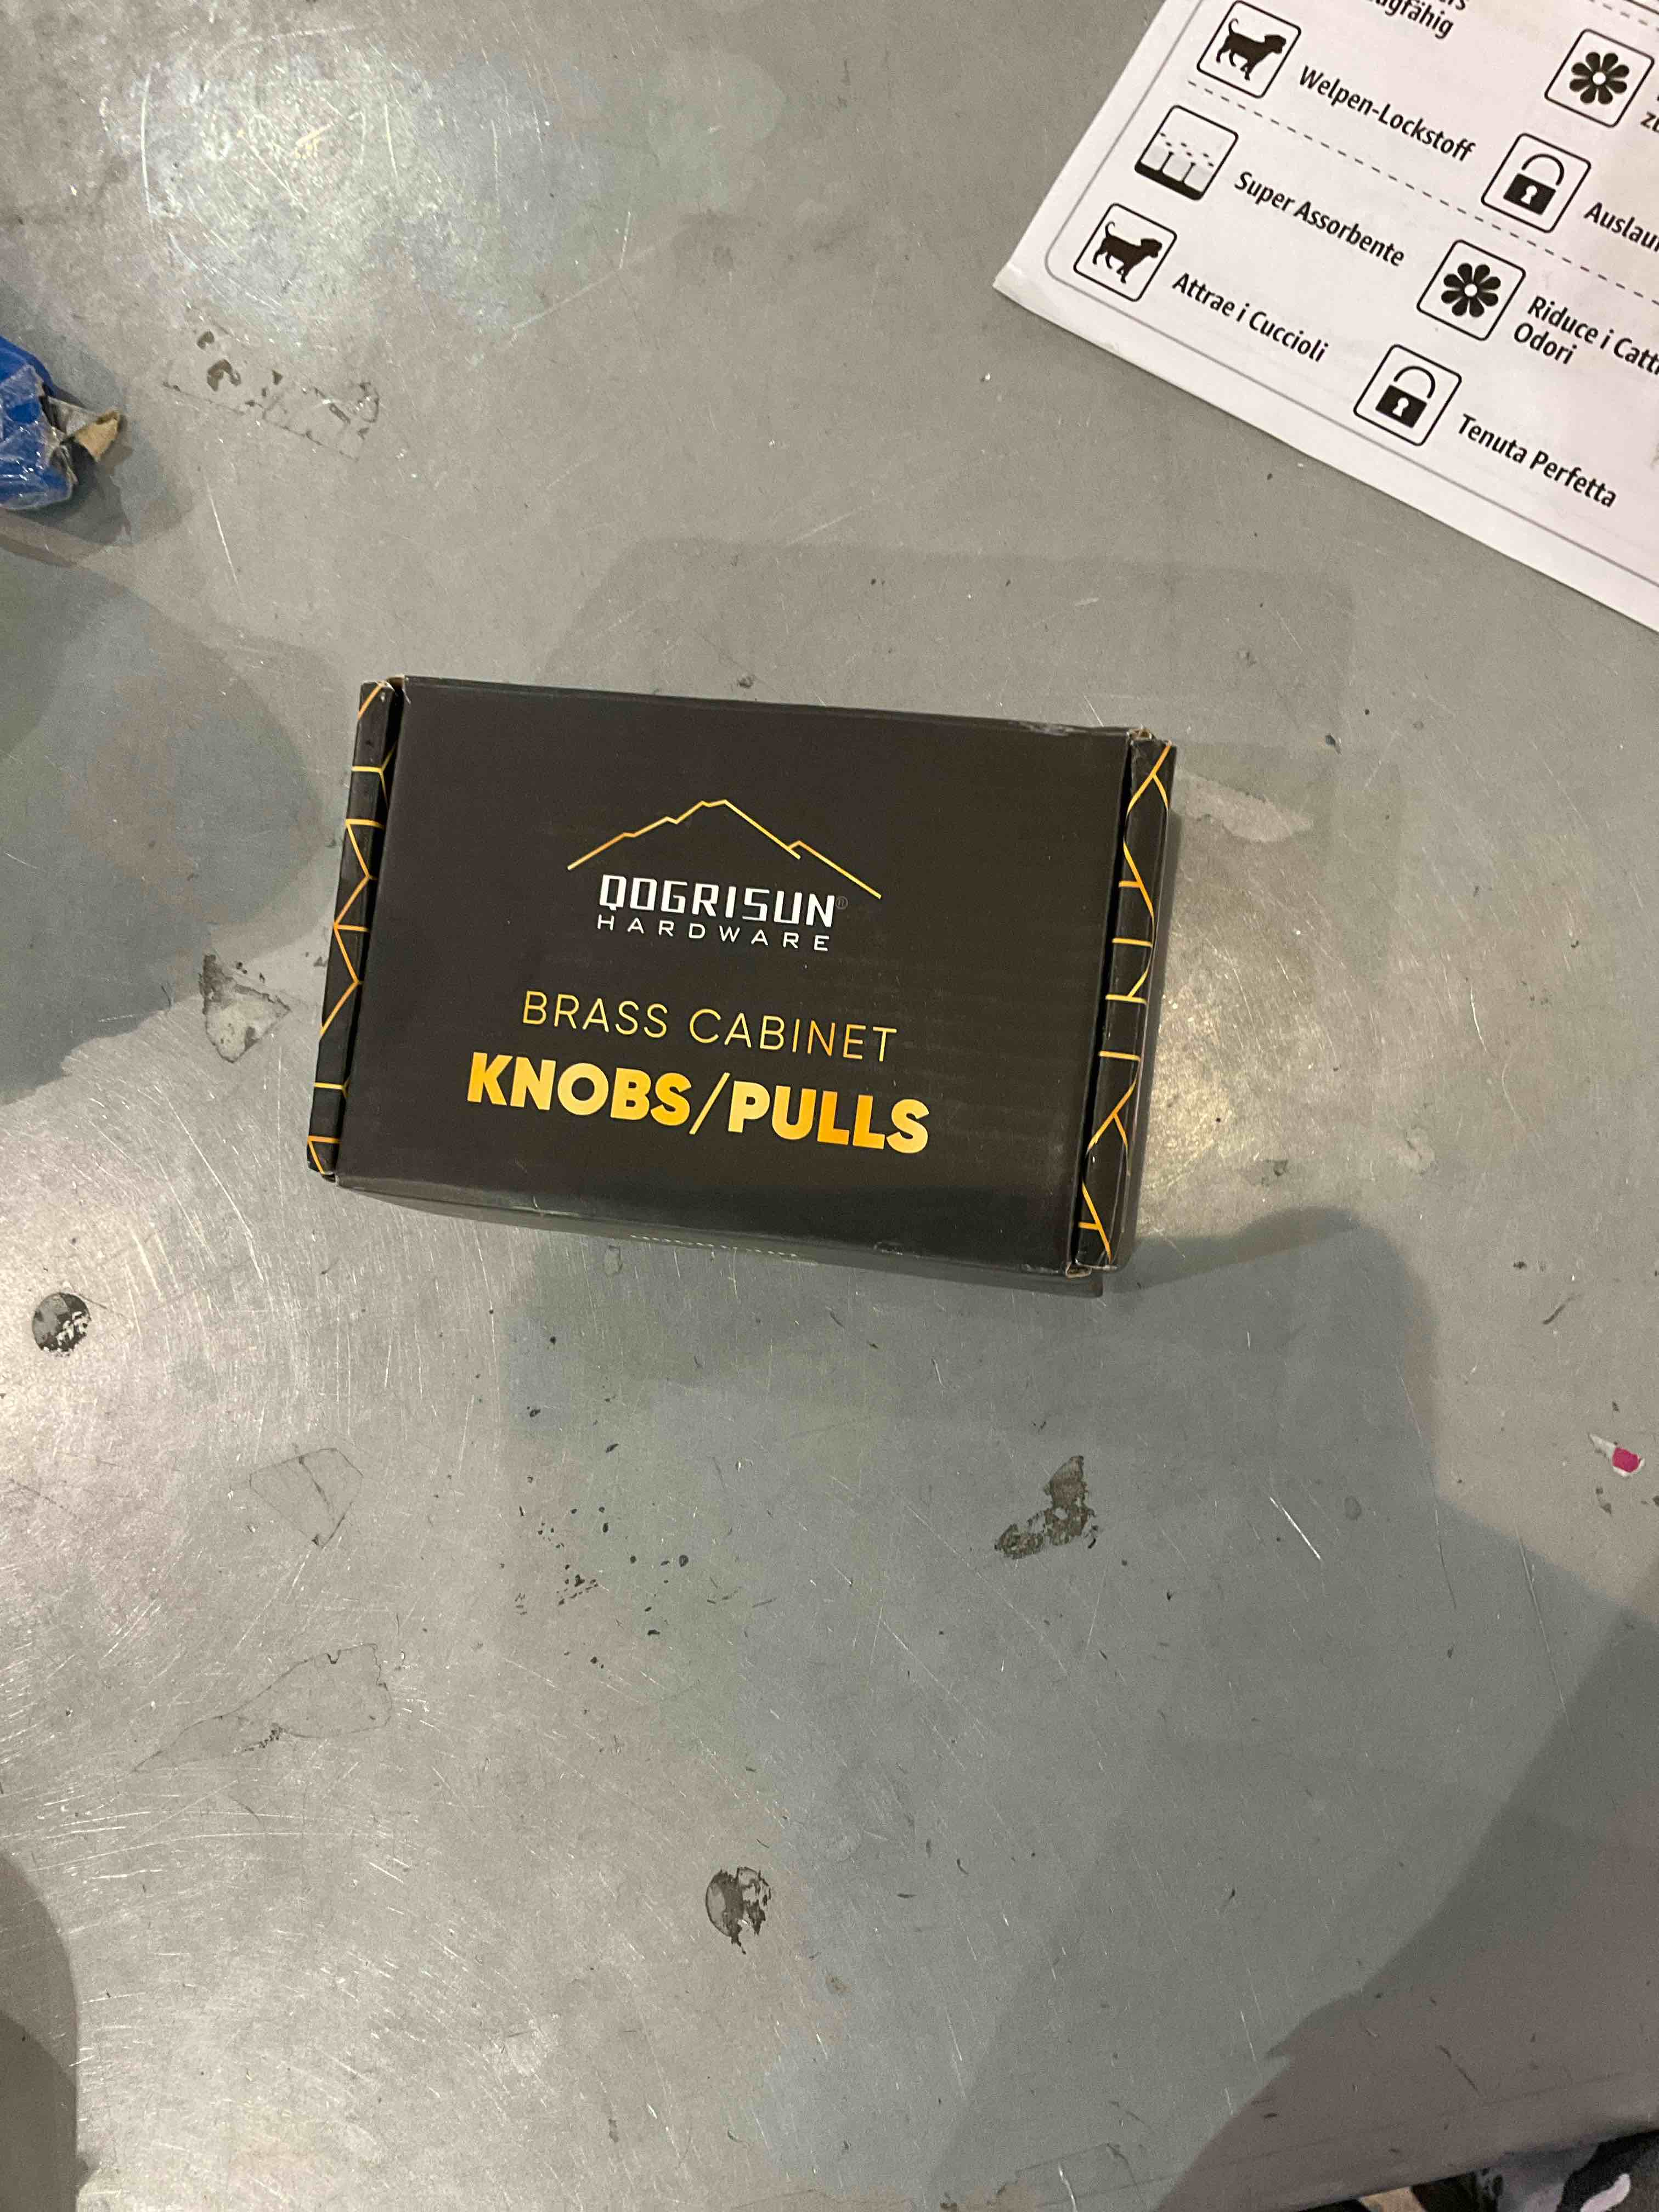 QOGRISUN®
HARDWARE
BRASS CABINET
KNOBS/PULLS
Welpen-Lockstoff
Super Assorbente
Attrae i Cuccioli
Riduce i
Odori
Tenuta Perfetta